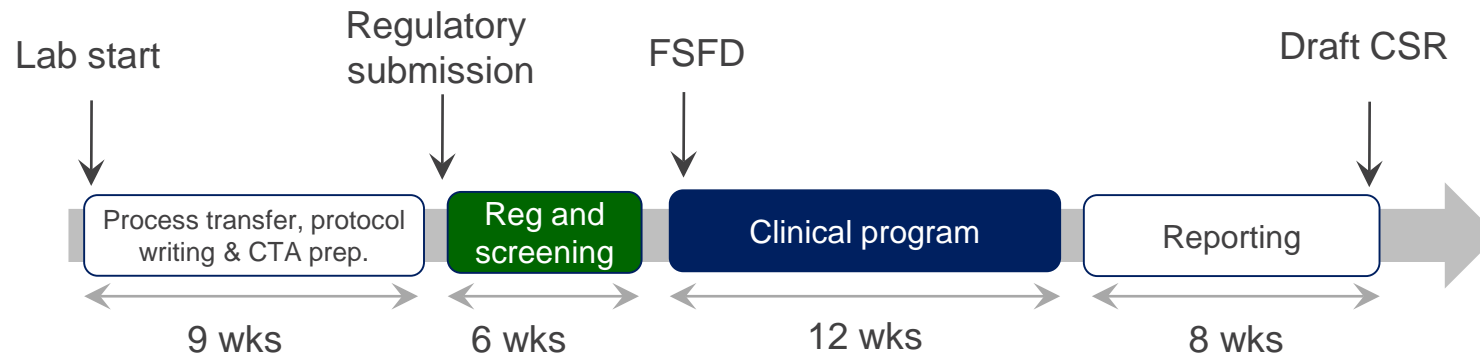 Lab start
Regulatory
submission
FSFD
Draft CSR
Process transfer, protocol
writing & CTA prep.
Reg and
screening
Clinical program
Reporting
9 wks
6 wks
12 wks
8 wks